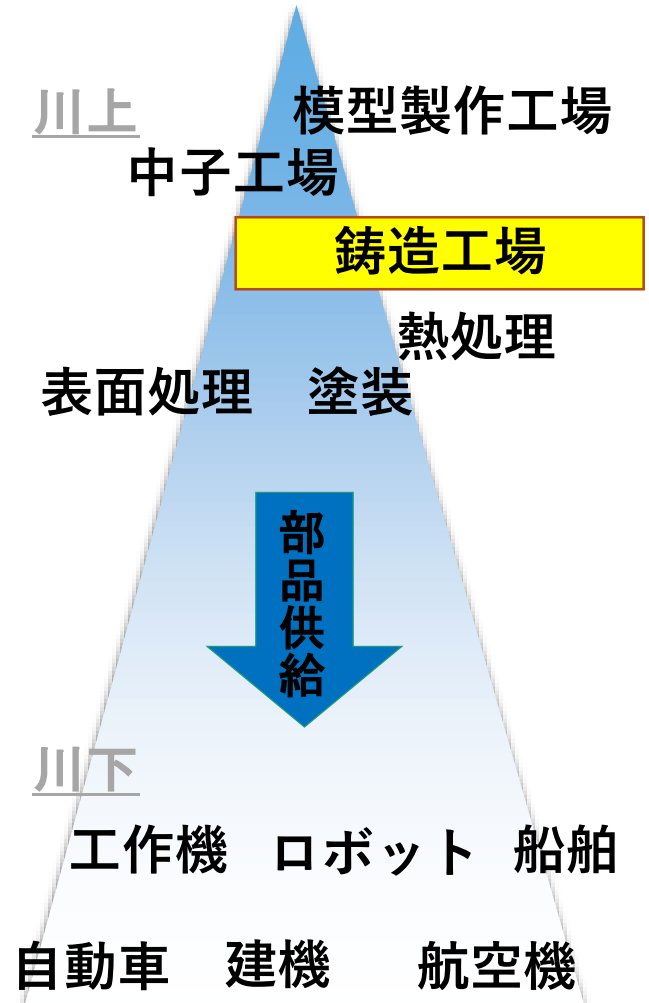 川上
模型製作工場
中子工場
鋳造工場
熱処理
表面処理
塗装
部品供給
川下
工作機
ロボット
船舶
自動車
建機
航空機